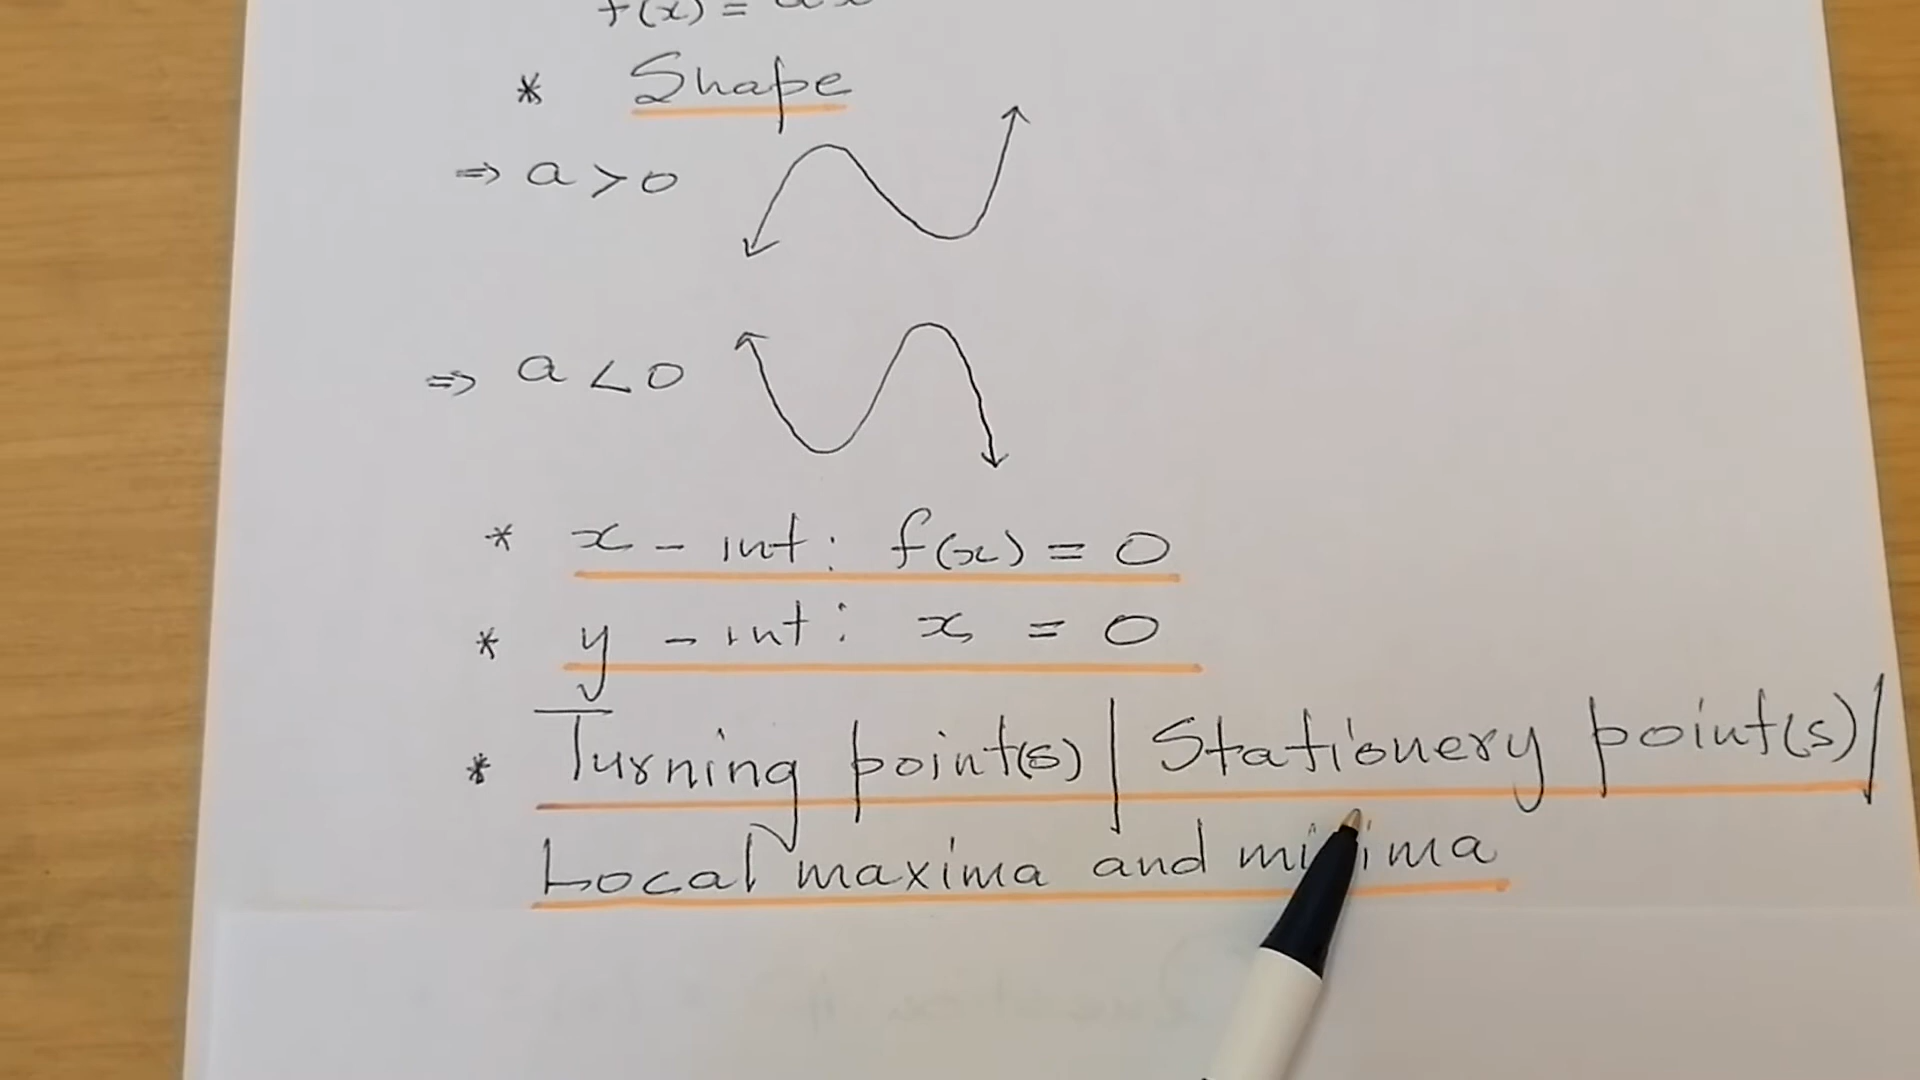 f(x) =
* Shape
⇒ a > 0
⇒ a < 0
* x - int: f(x) = 0
* y - int: x = 0
* Turning point(s) | Stationery point(s) |
Local maxima and minima